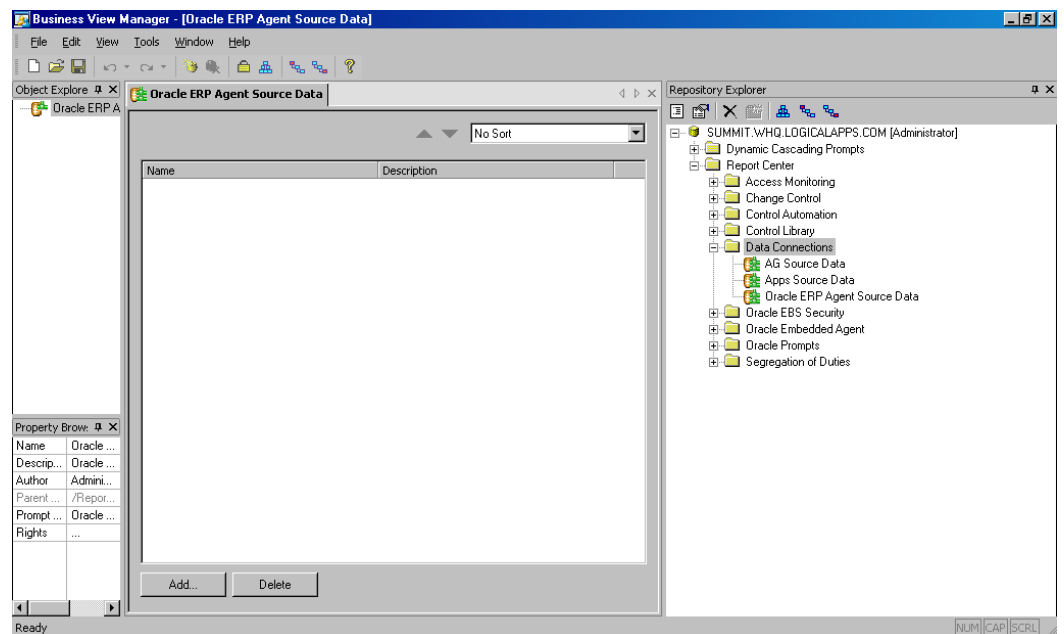 Business View Manager - [Oracle ERP Agent Source Data]
File Edit View Tools Window Help
Object Explore
Oracle ERP A
Oracle ERP Agent Source Data
No Sort
Name Description
Add... Delete
Property Brow:
Name Oracle ...
Descrip... Oracle ...
Author Admini...
Parent ... /Repor...
Prompt ... Oracle ...
Rights ...
Repository Explorer
SUMMIT.WHQ.LOGICALAPPS.COM [Administrator]
Dynamic Cascading Prompts
Report Center
Access Monitoring
Change Control
Control Automation
Control Library
Data Connections
AG Source Data
Apps Source Data
Oracle ERP Agent Source Data
Oracle EBS Security
Oracle Embedded Agent
Oracle Prompts
Segregation of Duties
Ready NUM CAP SCRL